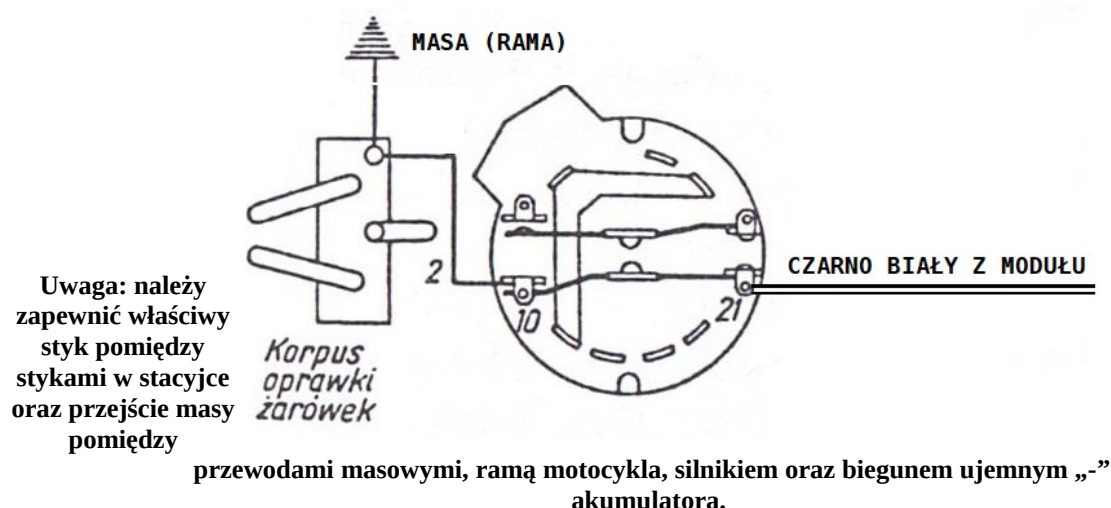 MASA (RAMA)
CZARNO BIAŁY Z MODUŁU
2
10
21
Korpus
oprawki
żarówek
Uwaga: należy
zapewnić właściwy
styk pomiędzy
stykami w stacyjce
oraz przejście masy
pomiędzy
przewodami masowymi, ramą motocykla, silnikiem oraz biegunem ujemnym „-”
akumulatora.